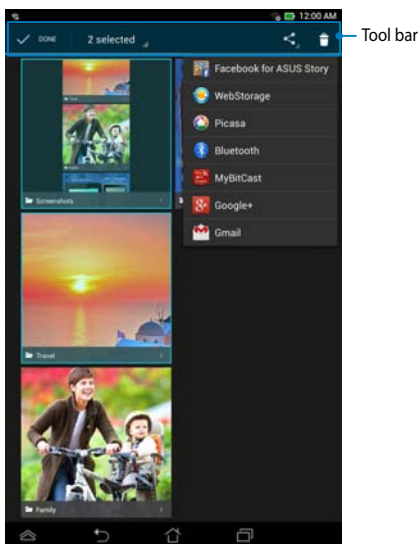 12:00 AM
DONE
2 selected
Tool bar
Facebook for ASUS Story
WebStorage
Picasa
Bluetooth
MyBitCast
Google+
Gmail
Screenshots
Travel
Family